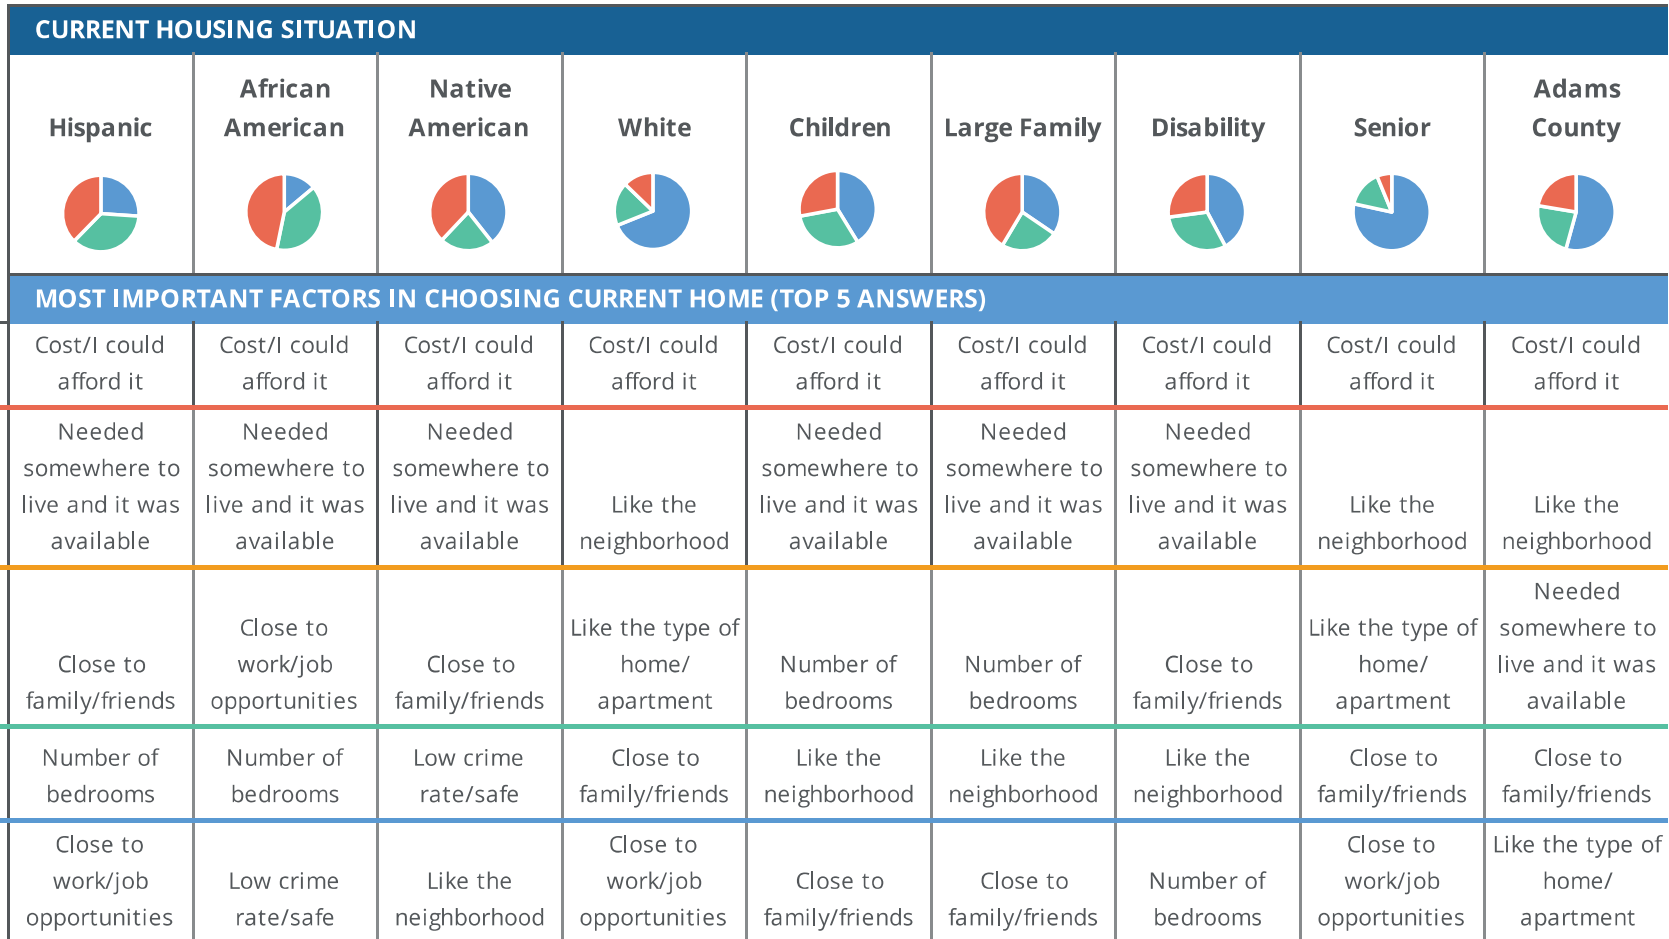 CURRENT HOUSING SITUATION
Hispanic
African
American
Native
American
White
Children
Large Family
Disability
Senior
Adams
County
MOST IMPORTANT FACTORS IN CHOOSING CURRENT HOME (TOP 5 ANSWERS)
Cost/I could
afford it
Cost/I could
afford it
Cost/I could
afford it
Cost/I could
afford it
Cost/I could
afford it
Cost/I could
afford it
Cost/I could
afford it
Cost/I could
afford it
Cost/I could
afford it
Needed
somewhere to
live and it was
available
Needed
somewhere to
live and it was
available
Needed
somewhere to
live and it was
available
Like the
neighborhood
Needed
somewhere to
live and it was
available
Needed
somewhere to
live and it was
available
Needed
somewhere to
live and it was
available
Like the
neighborhood
Like the
neighborhood
Close to
family/friends
Close to
work/job
opportunities
Close to
family/friends
Like the type of
home/
apartment
Number of
bedrooms
Number of
bedrooms
Close to
family/friends
Like the type of
home/
apartment
Needed
somewhere to
live and it was
available
Number of
bedrooms
Number of
bedrooms
Low crime
rate/safe
Close to
family/friends
Like the
neighborhood
Like the
neighborhood
Like the
neighborhood
Close to
family/friends
Close to
family/friends
Close to
work/job
opportunities
Low crime
rate/safe
Like the
neighborhood
Close to
work/job
opportunities
Close to
family/friends
Close to
family/friends
Number of
bedrooms
Close to
work/job
opportunities
Like the type of
home/
apartment